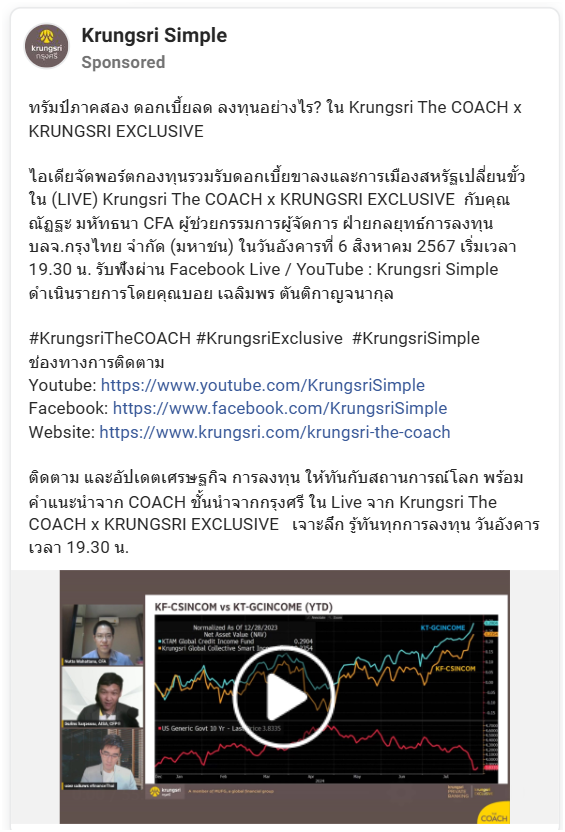 Krungsri Simple
Sponsored
krungsri
กรุงศรี
ทรัมป์ภาคสอง ดอกเบี้ยลด ลงทุนอย่างไร? ใน Krungsri The COACH x
KRUNGSRI EXCLUSIVE
ไอเดียจัดพอร์ตกองทุนรวมรับดอกเบี้ยขาลงและการเมืองสหรัฐเปลี่ยนขั้ว
ใน (LIVE) Krungsri The COACH x KRUNGSRI EXCLUSIVE กับคุณ
ณัฏฐะ มหัทธนา CFA ผู้ช่วยกรรมการผู้จัดการ ฝ่ายกลยุทธ์การลงทุน
บลจ.กรุงไทย จำกัด (มหาชน) ในวันอังคารที่ 6 สิงหาคม 2567 เริ่มเวลา
19.30 น. รับฟังผ่าน Facebook Live / YouTube : Krungsri Simple
ดำเนินรายการโดยคุณบอย เฉลิมพร ตันติกาญจนากุล
#KrungsriTheCOACH #KrungsriExclusive #KrungsriSimple
ช่องทางการติดตาม
Youtube: https://www.youtube.com/KrungsriSimple
Facebook: https://www.facebook.com/KrungsriSimple
Website: https://www.krungsri.com/krungsri-the-coach
ติดตาม และอัปเดตเศรษฐกิจ การลงทุน ให้ทันกับสถานการณ์โลก พร้อม
คำแนะนำจาก COACH ชั้นนำจากกรุงศรี ใน Live จาก Krungsri The
COACH x KRUNGSRI EXCLUSIVE เจาะลึก รู้ทันทุกการลงทุน วันอังคาร
เวลา 19.30 น.
KF-CSINCOM vs KT-GCINCOME (YTD)
Normalized As Of 12/28/2023
Net Asset Value (NAV)
KTAM Global Credit Income Fund 0.2904
Krungsri Global Collective Smart
KT-GCINCOME
KF-CSINCOM
US Generic Govt 10 Yr - Last Price 3.8335
Dec Jan Feb Mar Apr May Jun Jul
2024
krungsri
A member of MUFG, a global financial group
THE
COACH